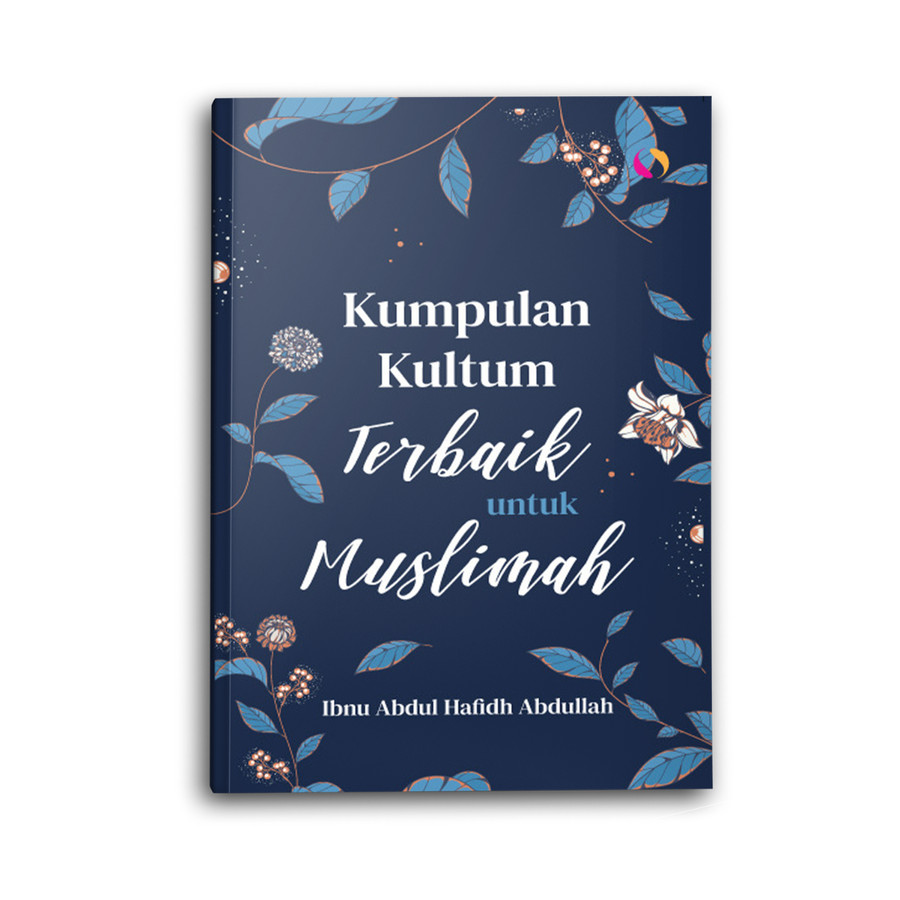 Kumpulan
Kultum
Terbaik
untuk
Muslimah
Ibnu Abdul Hafidh Abdullah